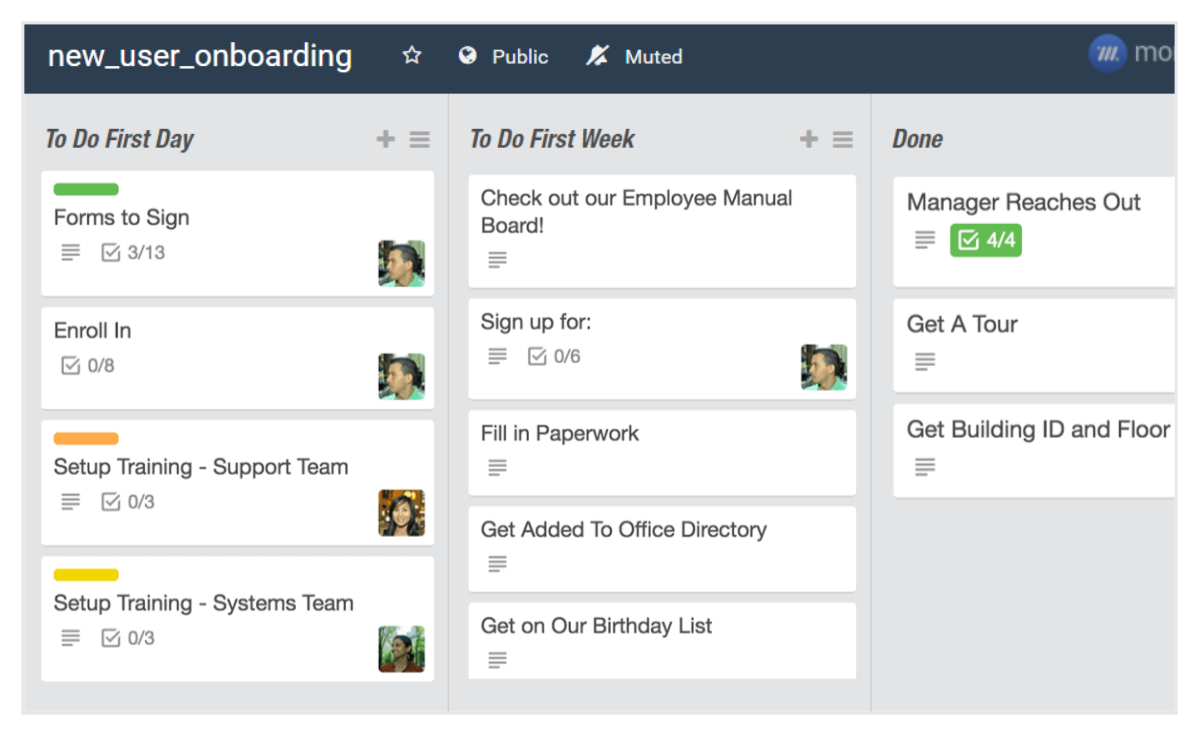 new_user_onboarding
Public
Muted
To Do First Day
Forms to Sign
3/13
Enroll In
0/8
Setup Training - Support Team
0/3
Setup Training - Systems Team
0/3
To Do First Week
Check out our Employee Manual
Board!
Sign up for:
0/6
Fill in Paperwork
Get Added To Office Directory
Get on Our Birthday List
Done
Manager Reaches Out
4/4
Get A Tour
Get Building ID and Floor